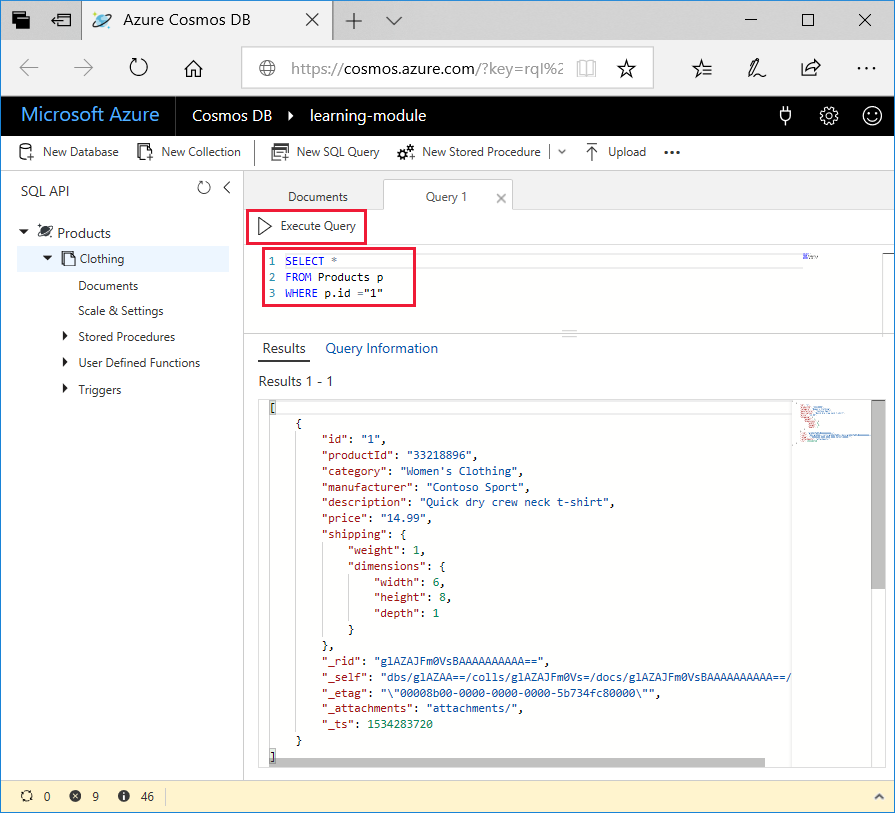 Azure Cosmos DB
https://cosmos.azure.com/?key=rql%2
Microsoft Azure Cosmos DB learning-module
New Database New Collection New SQL Query New Stored Procedure Upload
SQL API
Documents Query 1
Execute Query
Products
Clothing
Documents
Scale & Settings
Stored Procedures
User Defined Functions
Triggers
1 SELECT *
2 FROM Products p
3 WHERE p.id ="1"
Results Query Information
Results 1 - 1
[
{
"id": "1",
"productId": "33218896",
"category": "Women's Clothing",
"manufacturer": "Contoso Sport",
"description": "Quick dry crew neck t-shirt",
"price": "14.99",
"shipping": {
"weight": 1,
"dimensions": {
"width": 6,
"height": 8,
"depth": 1
}
},
"_rid": "glAZAJFm0VsBAAAAAAAAAA==",
"_self": "dbs/glAZAA==/colls/glAZAJFm0Vs=/docs/glAZAJFm0VsBAAAAAAAAAA==/
"_etag": "\"00008b00-0000-0000-0000-5b734fc80000\"",
"_attachments": "attachments/",
"_ts": 1534283720
}
]
0 9 46